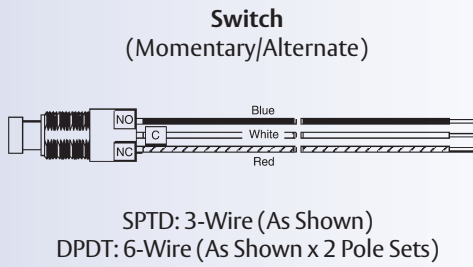 Switch
(Momentary/Alternate)
Blue
NO
C
White
NC
Red
SPTD: 3-Wire (As Shown)
DPDT: 6-Wire (As Shown x 2 Pole Sets)